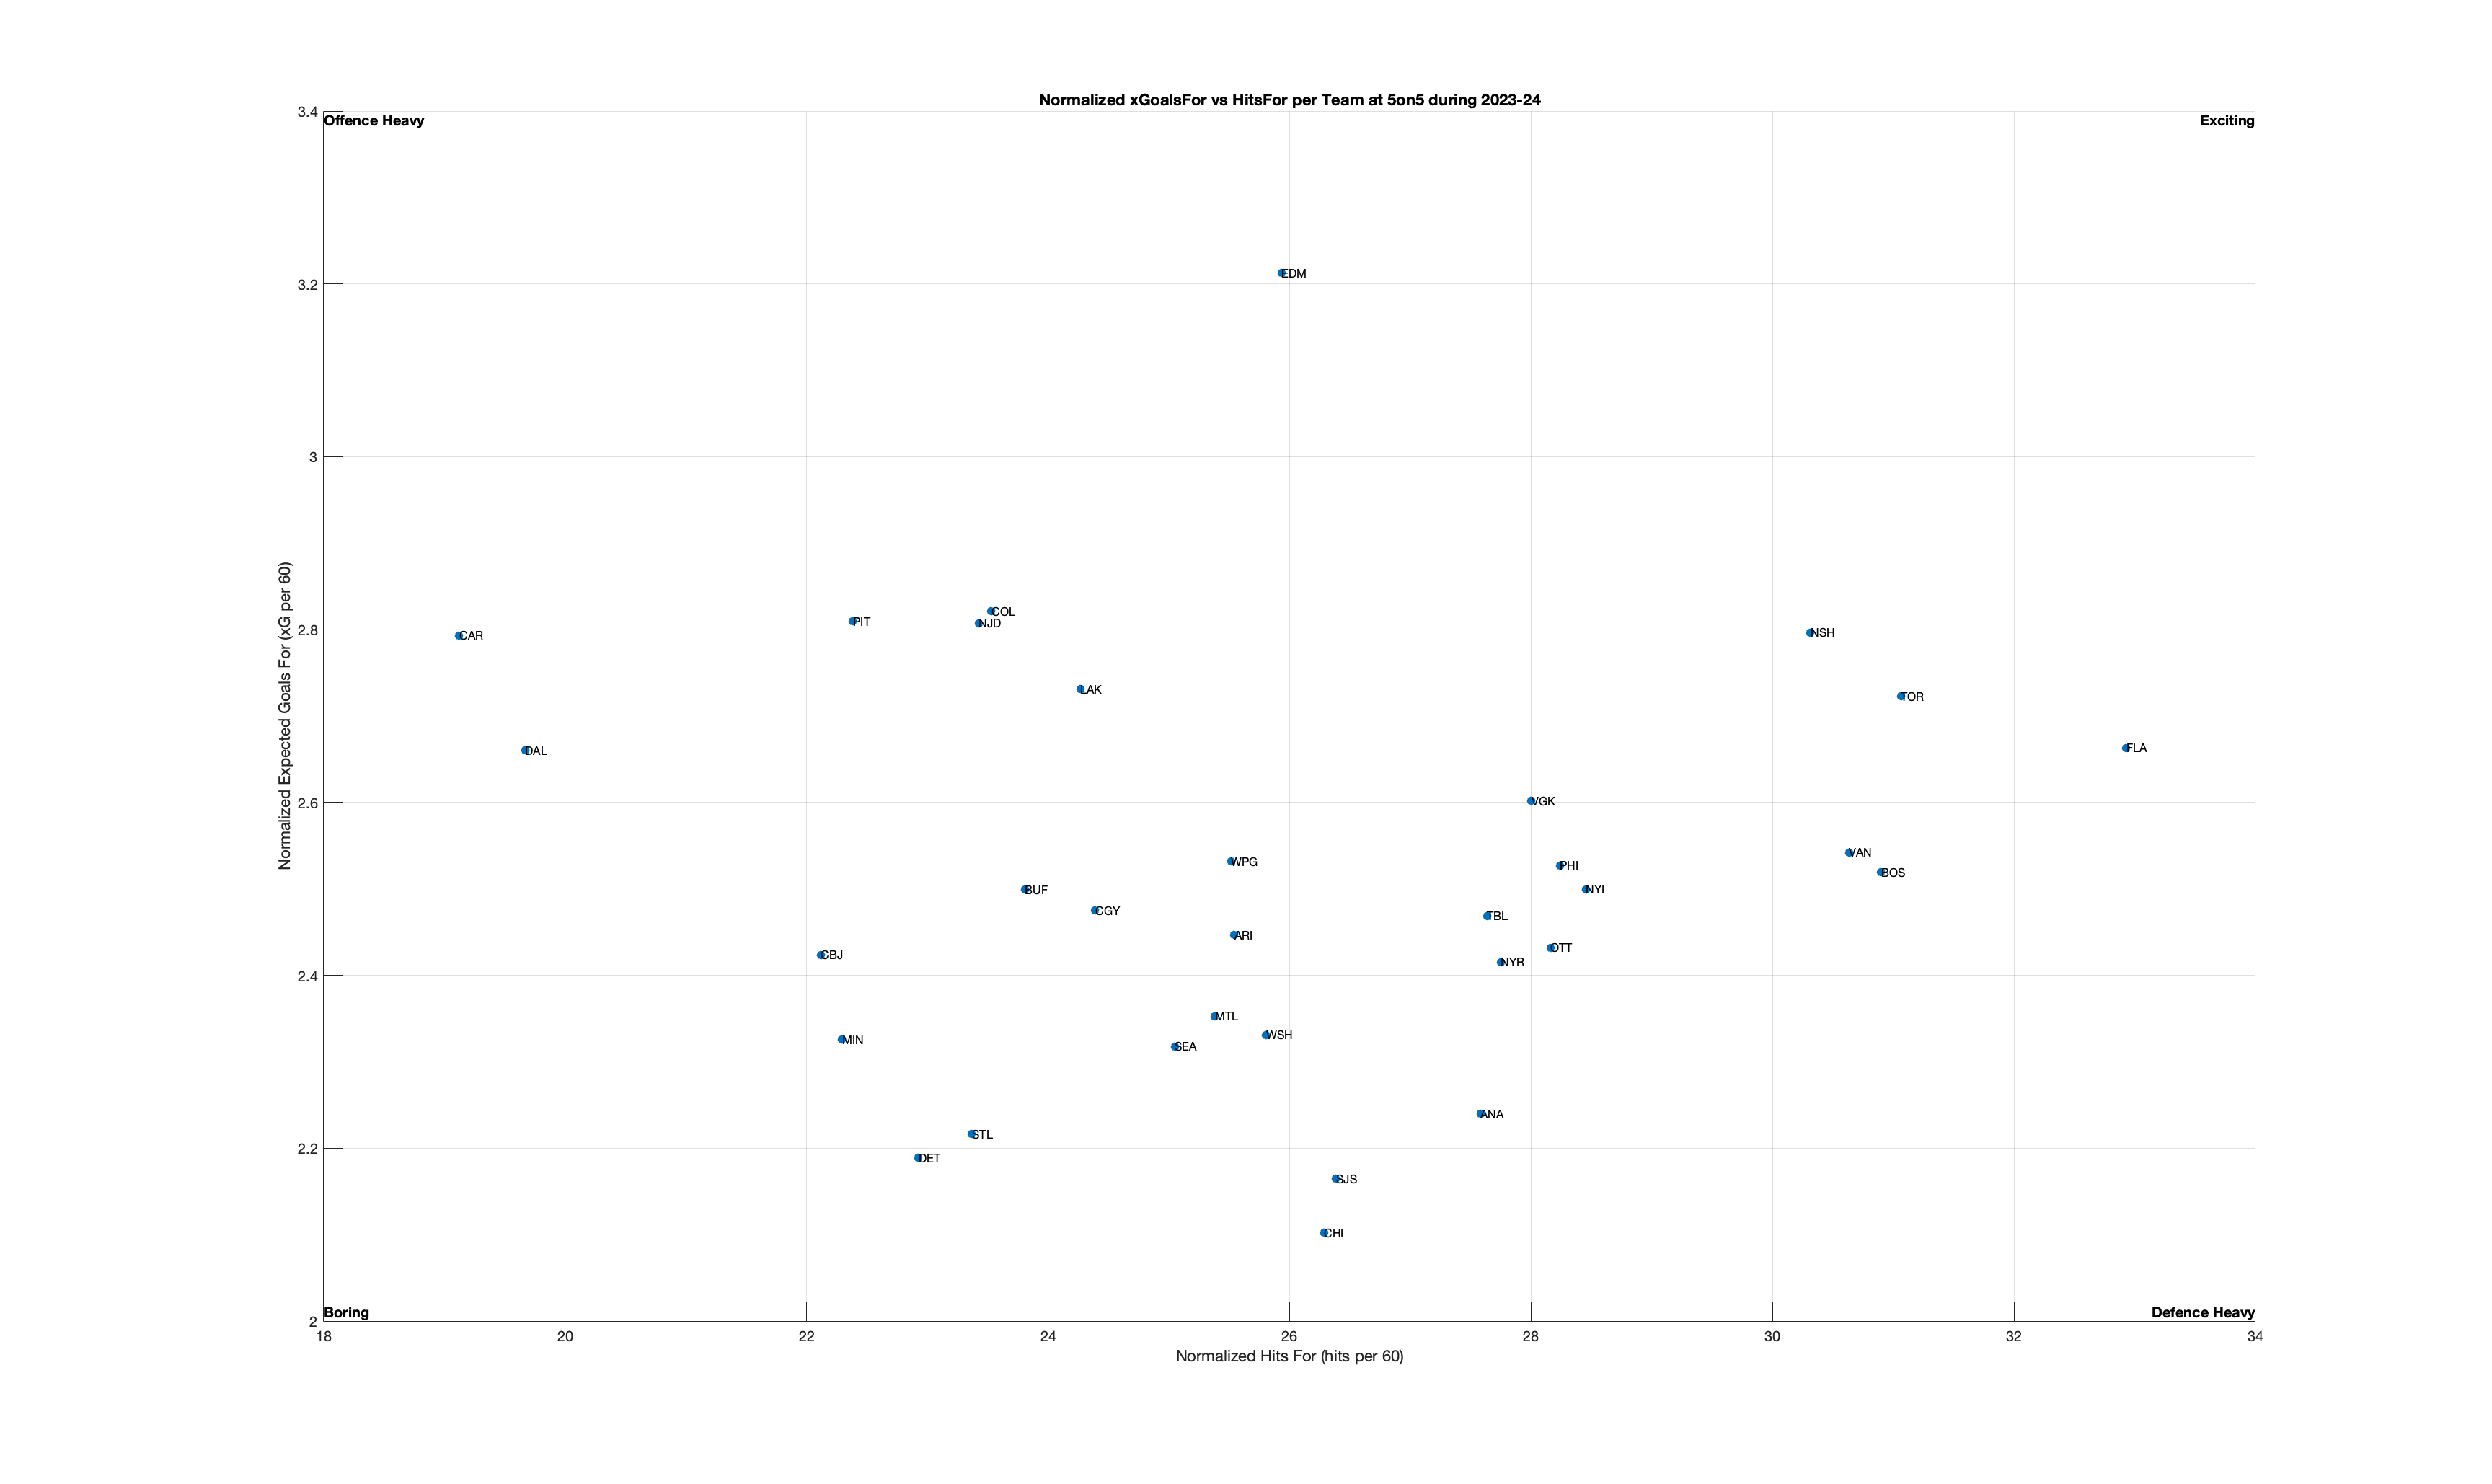 Normalized xGoalsFor vs HitsFor per Team at 5on5 during 2023-24
3.4
Offence Heavy
Exciting
EDM
3.2
3
COL
PIT
NJD
2.8
NSH
CAR
LAK
TOR
FLA
DAL
2.6
VGK
VAN
WPG
PHI
BOS
NYI
BUF
CGY
TBL
ARI
OTT
CBJ
NYR
2.4
MTL
WSH
MIN
SEA
ANA
STL
2.2
DET
SJS
CHI
Boring
Defence Heavy
2
18
20
22
24
26
28
30
32
34
Normalized Hits For (hits per 60)
Normalized Expected Goals For (xG per 60)